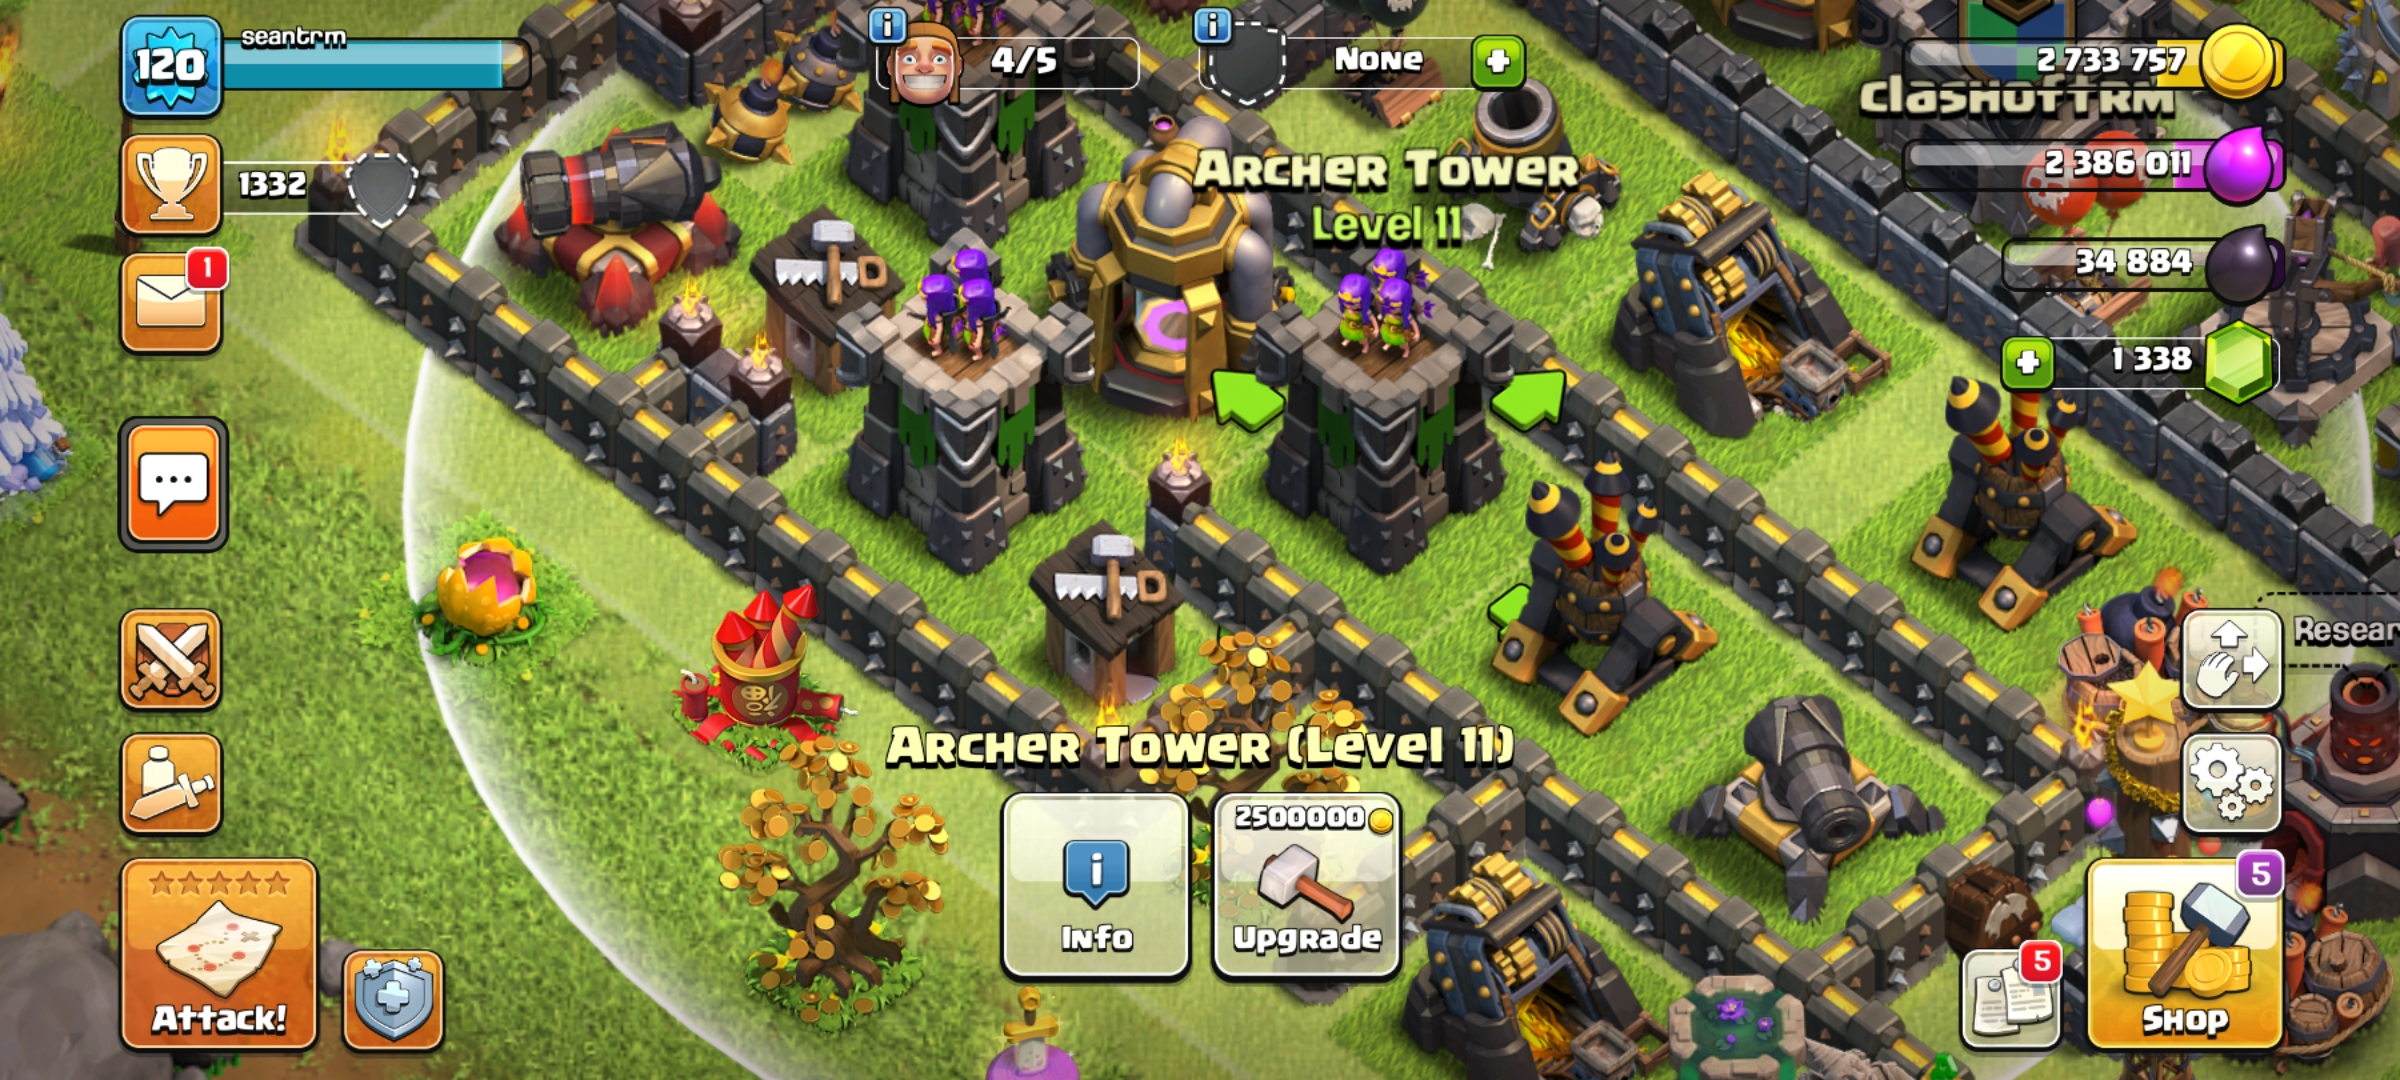 120
seantrm
4/5
None
2 733 757
clashoftrm
1332
2 386 011
Archer Tower
Level 11
34 884
1
1 338
Resear
Archer Tower (Level 11)
Info
2500000
Upgrade
Attack!
5
5
Shop